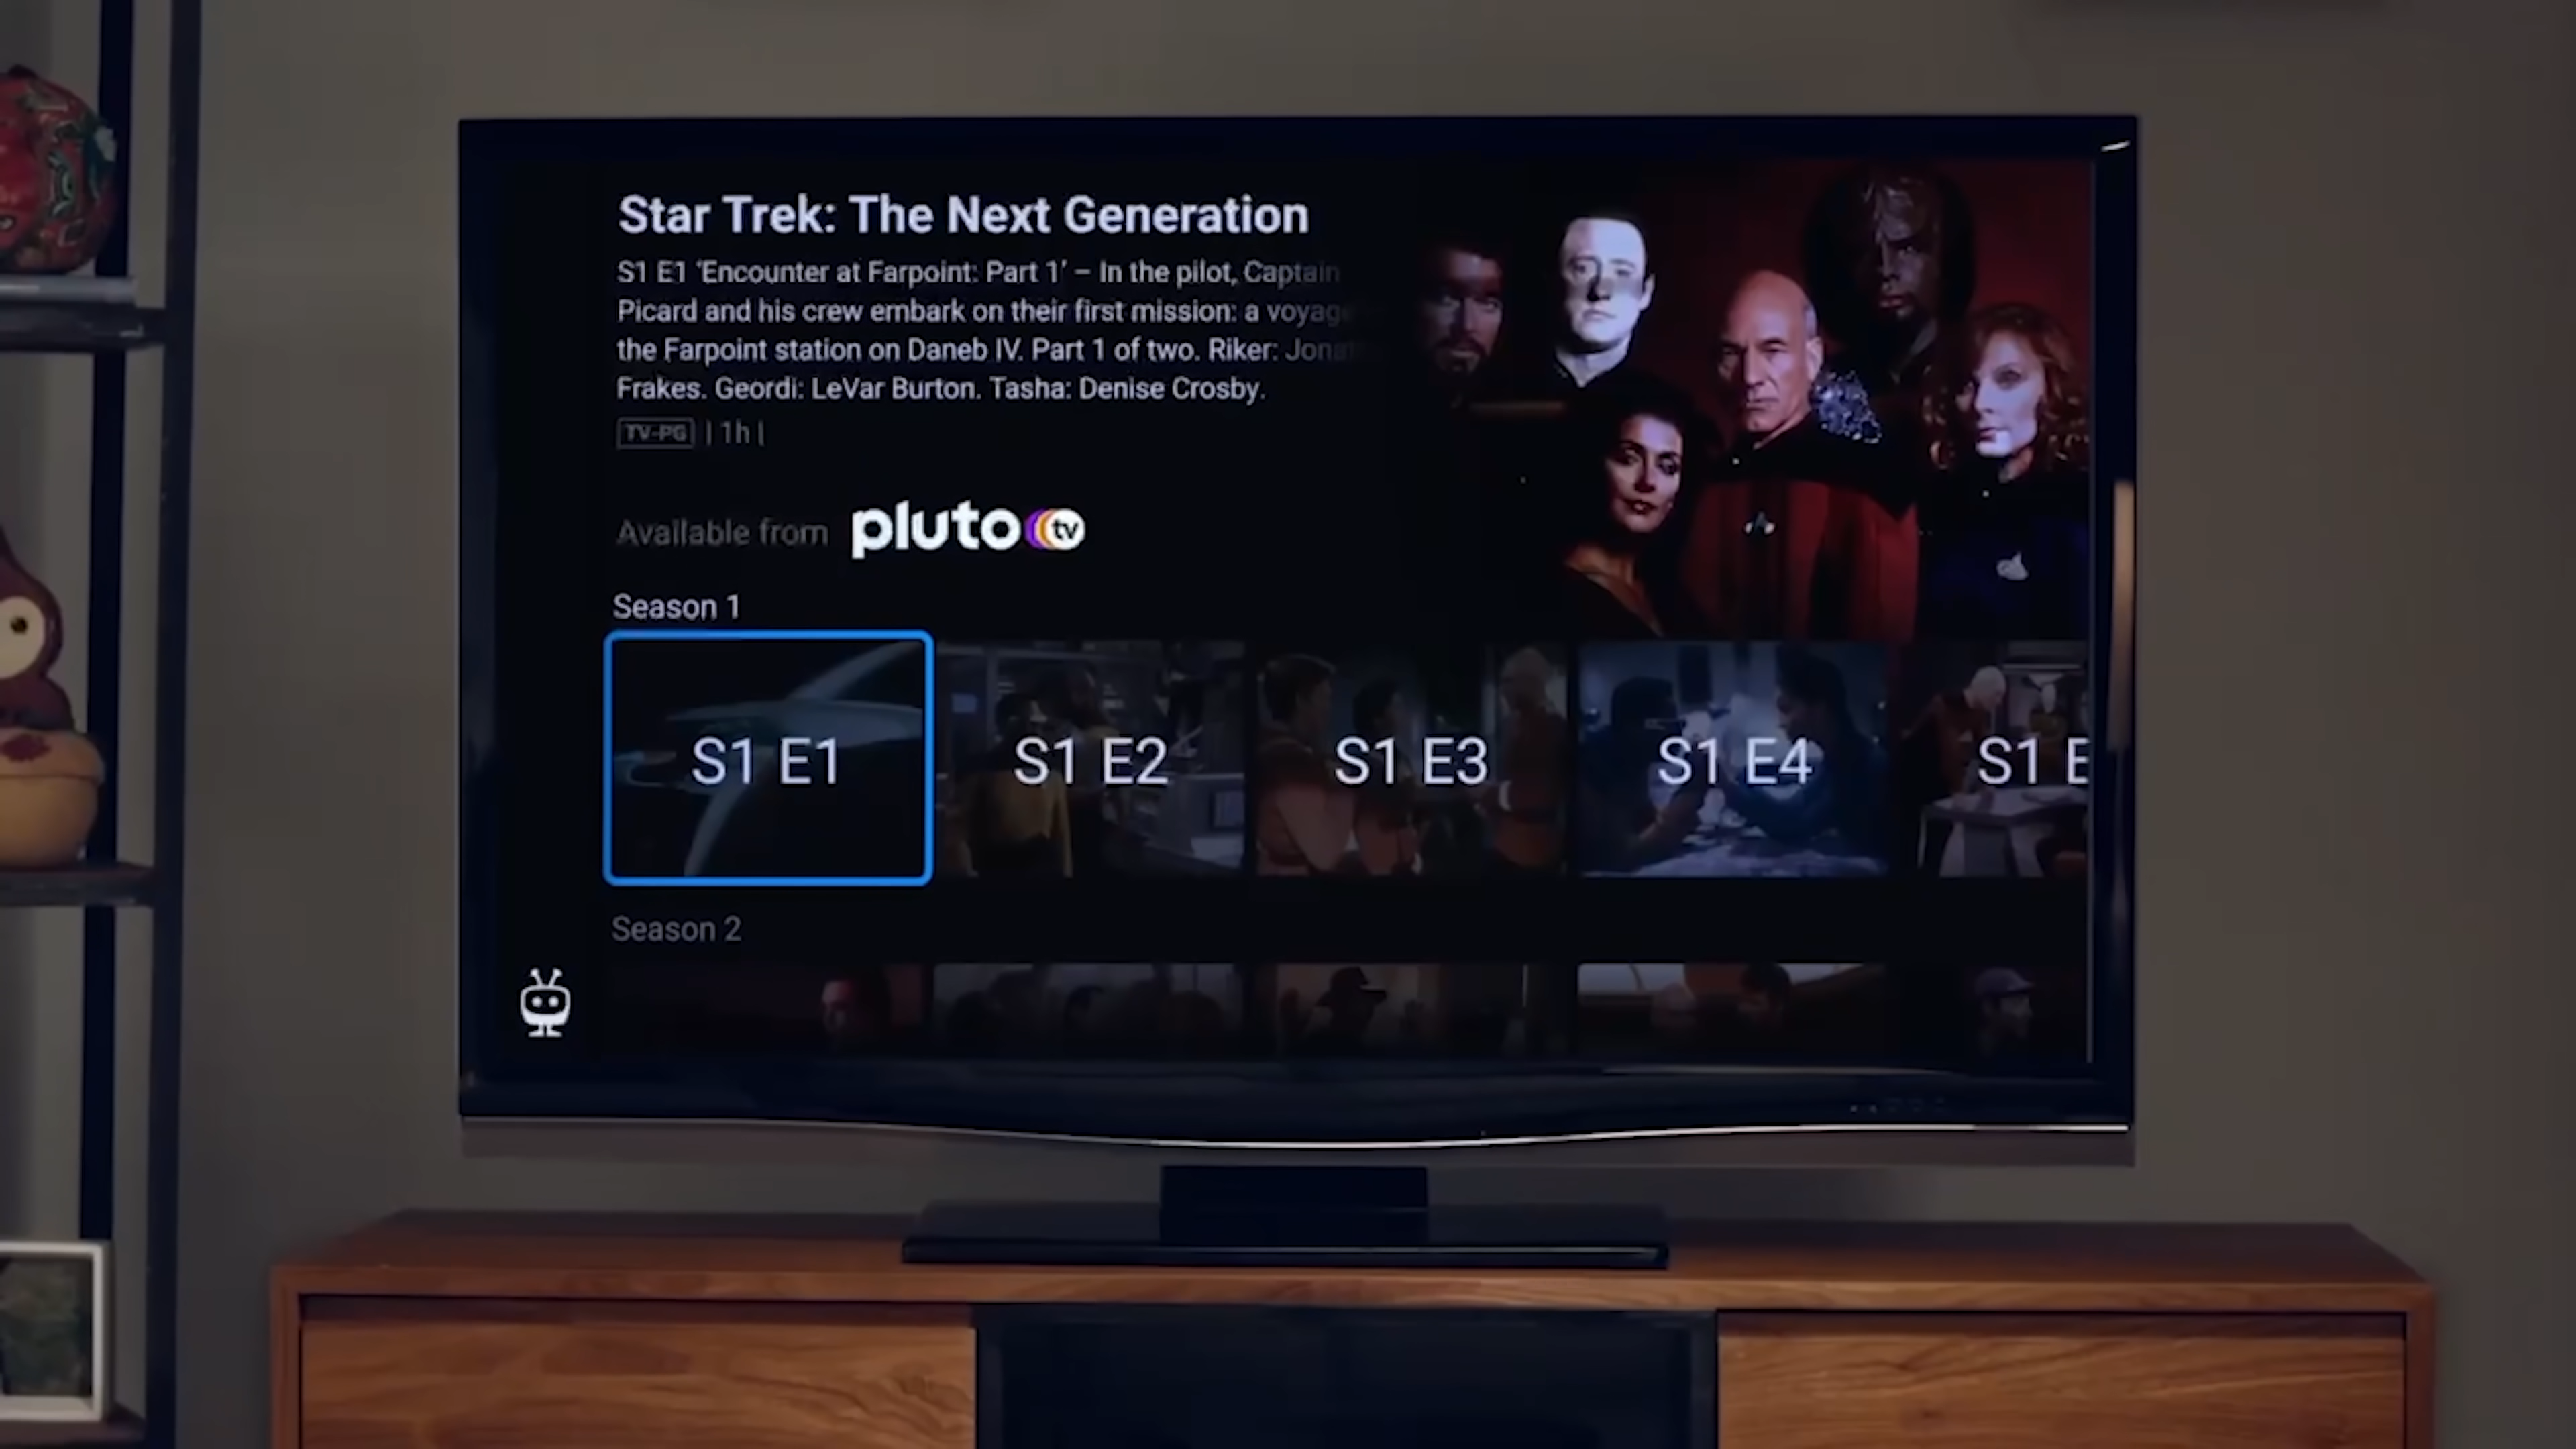 Star Trek: The Next Generation
S1 E1 ‘Encounter at Farpoint: Part 1’ – In the pilot, Captain
Picard and his crew embark on their first mission: a voyage
the Farpoint station on Daneb IV. Part 1 of two. Riker: Jonat
Frakes. Geordi: LeVar Burton. Tasha: Denise Crosby.
TV-PG | 1h |
Available from pluto tv
Season 1
S1 E1 S1 E2 S1 E3 S1 E4 S1 E
Season 2